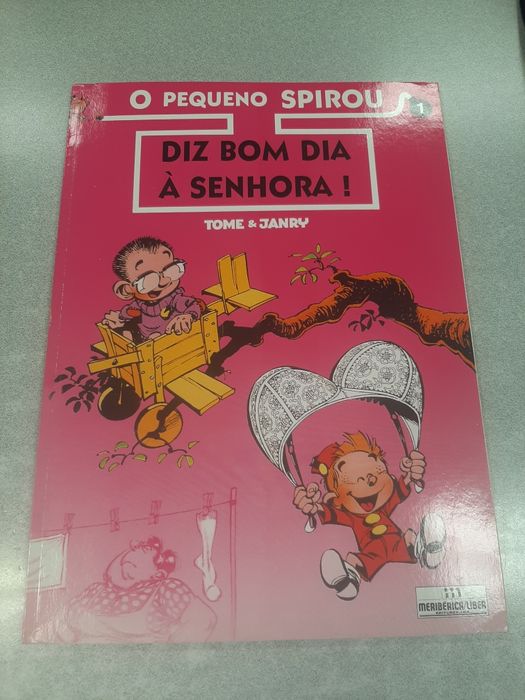 O PEQUENO SPIROU
1
DIZ BOM DIA
À SENHORA !
TOME & JANRY
MERIBÉRICA/LIBER